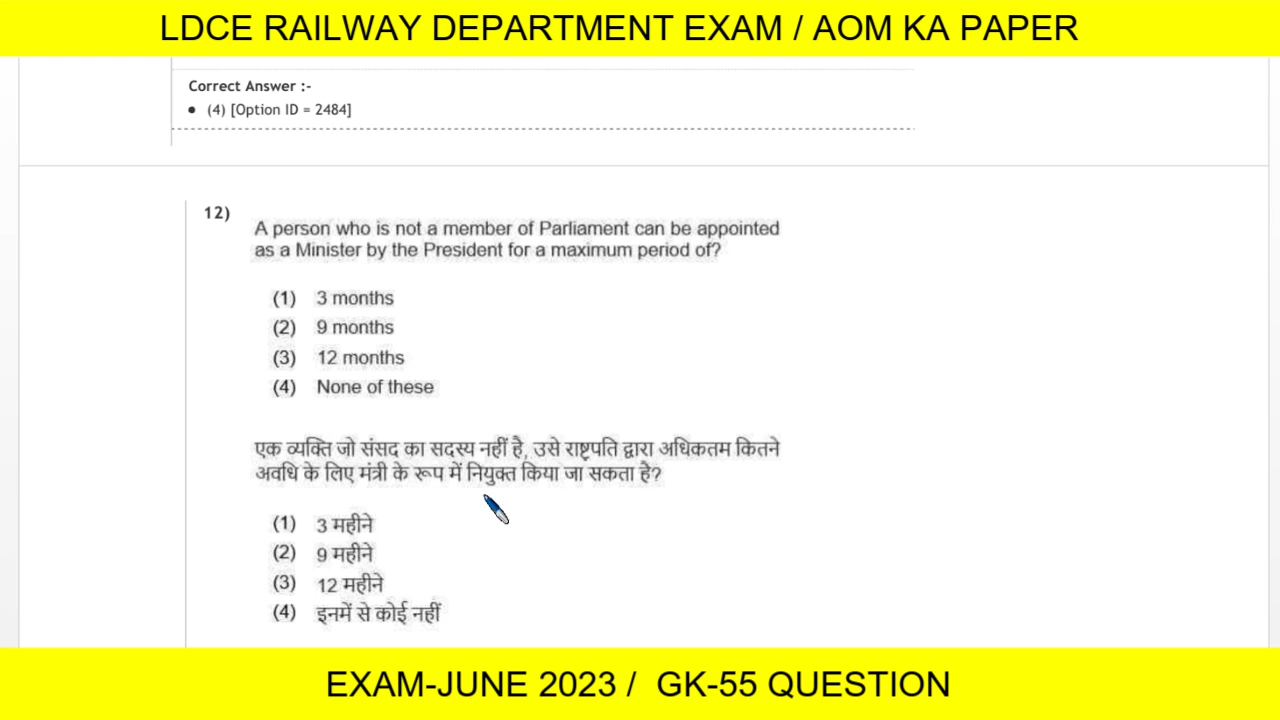 LDCE RAILWAY DEPARTMENT EXAM / AOM KA PAPER
Correct Answer :-
• (4) [Option ID = 2484]
12)
A person who is not a member of Parliament can be appointed
as a Minister by the President for a maximum period of?
(1) 3 months
(2) 9 months
(3) 12 months
(4) None of these
एक व्यक्ति जो संसद का सदस्य नहीं है, उसे राष्ट्रपति द्वारा अधिकतम कितने
अवधि के लिए मंत्री के रूप में नियुक्त किया जा सकता है?
(1) 3 महीने
(2) 9 महीने
(3) 12 महीने
(4) इनमें से कोई नहीं
EXAM-JUNE 2023 / GK-55 QUESTION